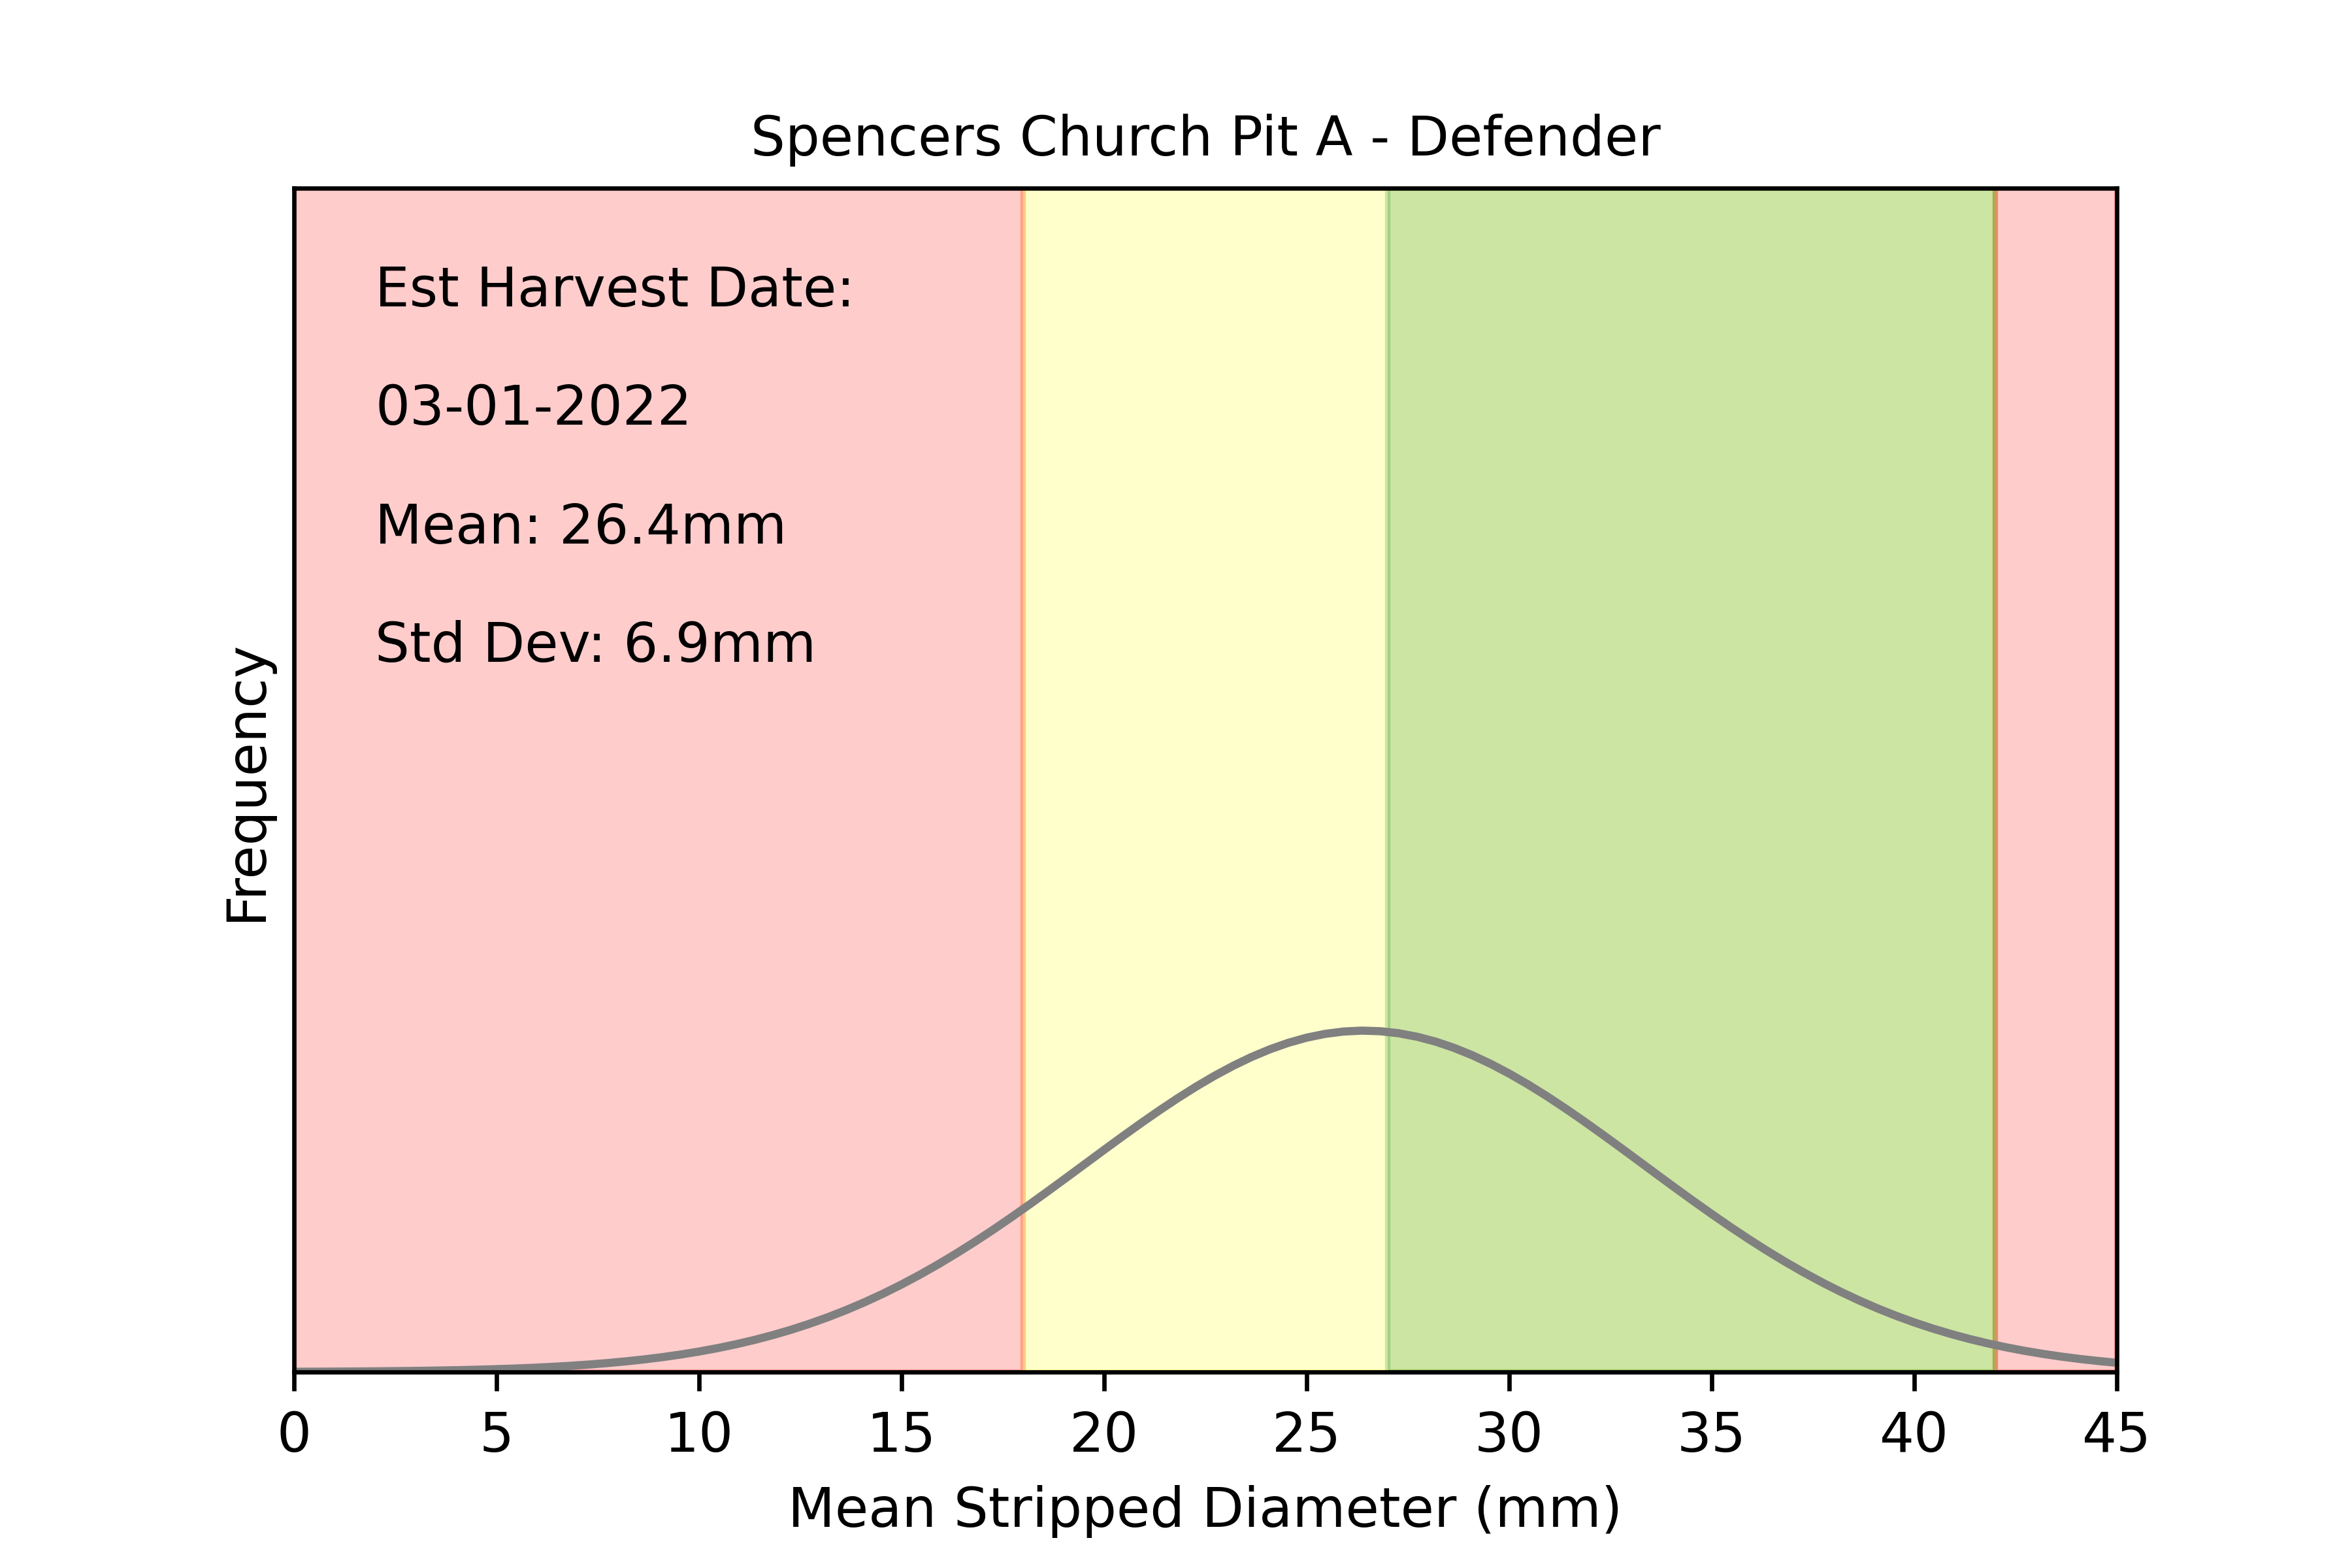 Spencers Church Pit A - Defender
Est Harvest Date:
03-01-2022
Mean: 26.4mm
Std Dev: 6.9mm
Frequency
0 5 10 15 20 25 30 35 40 45
Mean Stripped Diameter (mm)